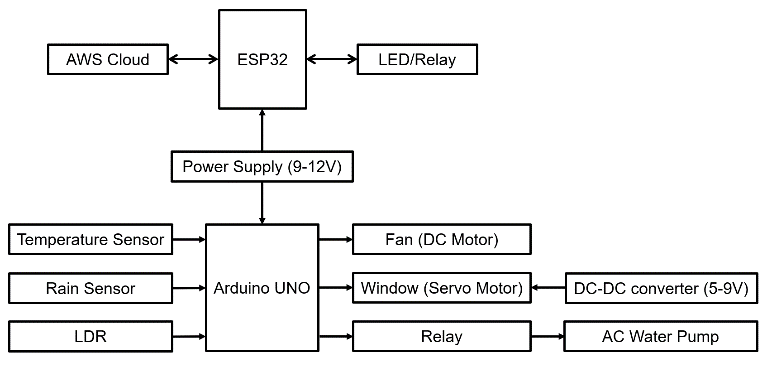 AWS Cloud
ESP32
LED/Relay
Power Supply (9-12V)
Temperature Sensor
Fan (DC Motor)
Rain Sensor
Arduino UNO
Window (Servo Motor)
DC-DC converter (5-9V)
LDR
Relay
AC Water Pump